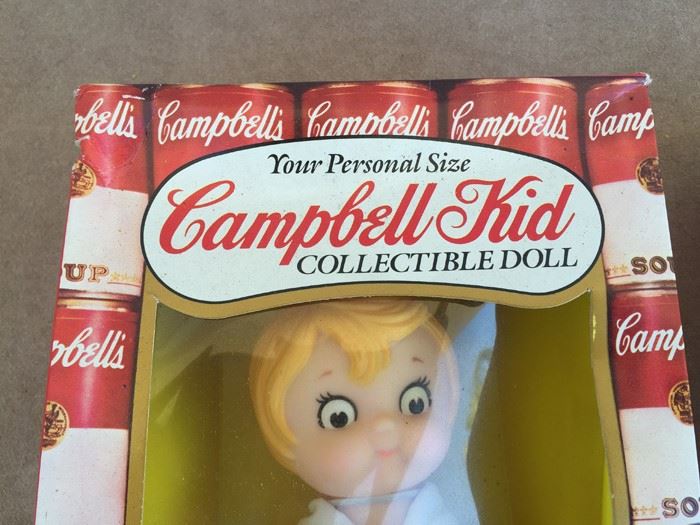 Campbell's Campbell's Campbell's
Your Personal Size
Campbell Kid
COLLECTIBLE DOLL